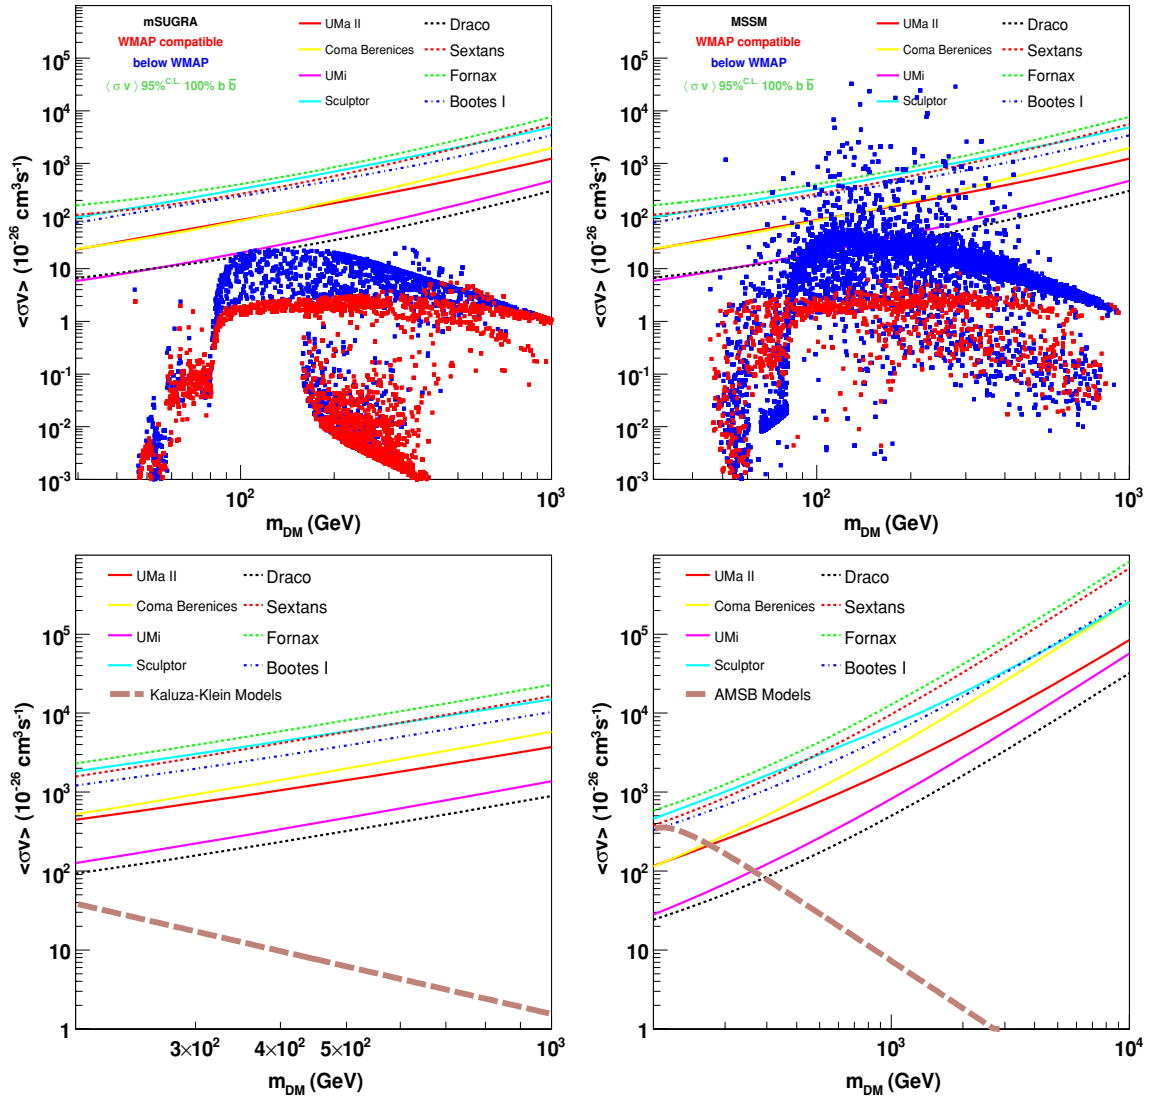 mSUGRA
WMAP compatible
below WMAP
⟨ σ v ⟩ 95%^C.L. 100% b b̅
UMa II
Coma Berenices
UMi
Sculptor
Draco
Sextans
Fornax
Bootes I
<σv> (10^-26 cm^3s^-1)
10^5
10^4
10^3
10^2
10
1
10^-1
10^-2
10^-3
10^2
10^3
m_DM (GeV)
MSSM
WMAP compatible
below WMAP
⟨ σ v ⟩ 95%^C.L. 100% b b̅
UMa II
Coma Berenices
UMi
Sculptor
Draco
Sextans
Fornax
Bootes I
<σv> (10^-26 cm^3s^-1)
10^5
10^4
10^3
10^2
10
1
10^-1
10^-2
10^-3
10^2
10^3
m_DM (GeV)
UMa II
Coma Berenices
UMi
Sculptor
Kaluza-Klein Models
Draco
Sextans
Fornax
Bootes I
<σv> (10^-26 cm^3s^-1)
10^5
10^4
10^3
10^2
10
1
3×10^2
4×10^2
5×10^2
10^3
m_DM (GeV)
UMa II
Coma Berenices
UMi
Sculptor
AMSB Models
Draco
Sextans
Fornax
Bootes I
<σv> (10^-26 cm^3s^-1)
10^5
10^4
10^3
10^2
10
1
10^3
10^4
m_DM (GeV)